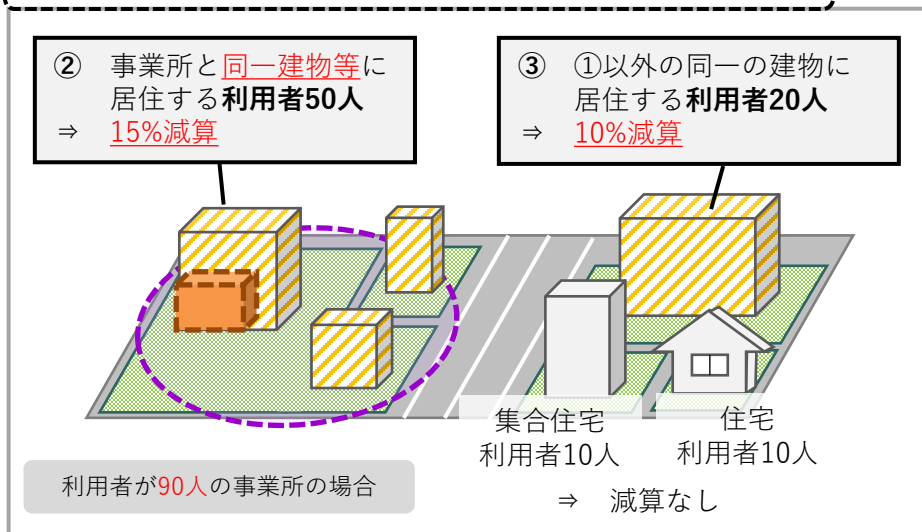 ② 事業所と同一建物等に
居住する利用者50人
⇒ 15%減算
③ ①以外の同一の建物に
居住する利用者20人
⇒ 10%減算
集合住宅
利用者10人
住宅
利用者10人
⇒ 減算なし
利用者が90人の事業所の場合